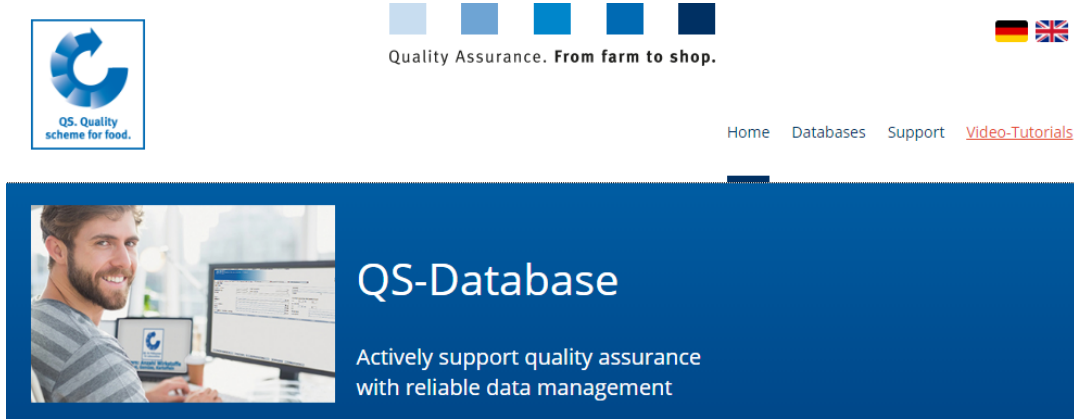 Quality Assurance. From farm to shop.
QS. Quality
scheme for food.
Home Databases Support Video-Tutorials
QS-Database
Actively support quality assurance
with reliable data management